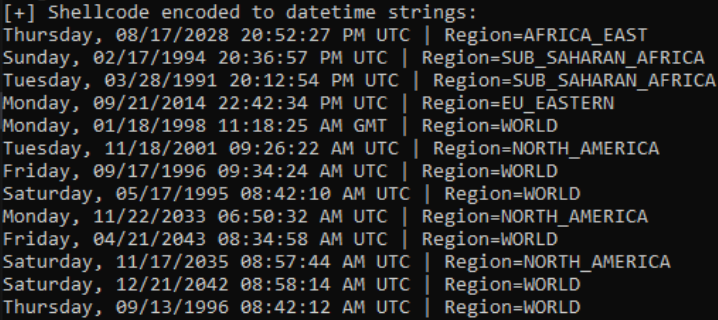 [+] Shellcode encoded to datetime strings:
Thursday, 08/17/2028 20:52:27 PM UTC | Region=AFRICA_EAST
Sunday, 02/17/1994 20:36:57 PM UTC | Region=SUB_SAHARAN_AFRICA
Tuesday, 03/28/1991 20:12:54 PM UTC | Region=SUB_SAHARAN_AFRICA
Monday, 09/21/2014 22:42:34 PM UTC | Region=EU_EASTERN
Monday, 01/18/1998 11:18:25 AM GMT | Region=WORLD
Tuesday, 11/18/2001 09:26:22 AM UTC | Region=NORTH_AMERICA
Friday, 09/17/1996 09:34:24 AM UTC | Region=WORLD
Saturday, 05/17/1995 08:42:10 AM UTC | Region=WORLD
Monday, 11/22/2033 06:50:32 AM UTC | Region=NORTH_AMERICA
Friday, 04/21/2043 08:34:58 AM UTC | Region=WORLD
Saturday, 11/17/2035 08:57:44 AM UTC | Region=NORTH_AMERICA
Saturday, 12/21/2042 08:58:14 AM UTC | Region=WORLD
Thursday, 09/13/1996 08:42:12 AM UTC | Region=WORLD